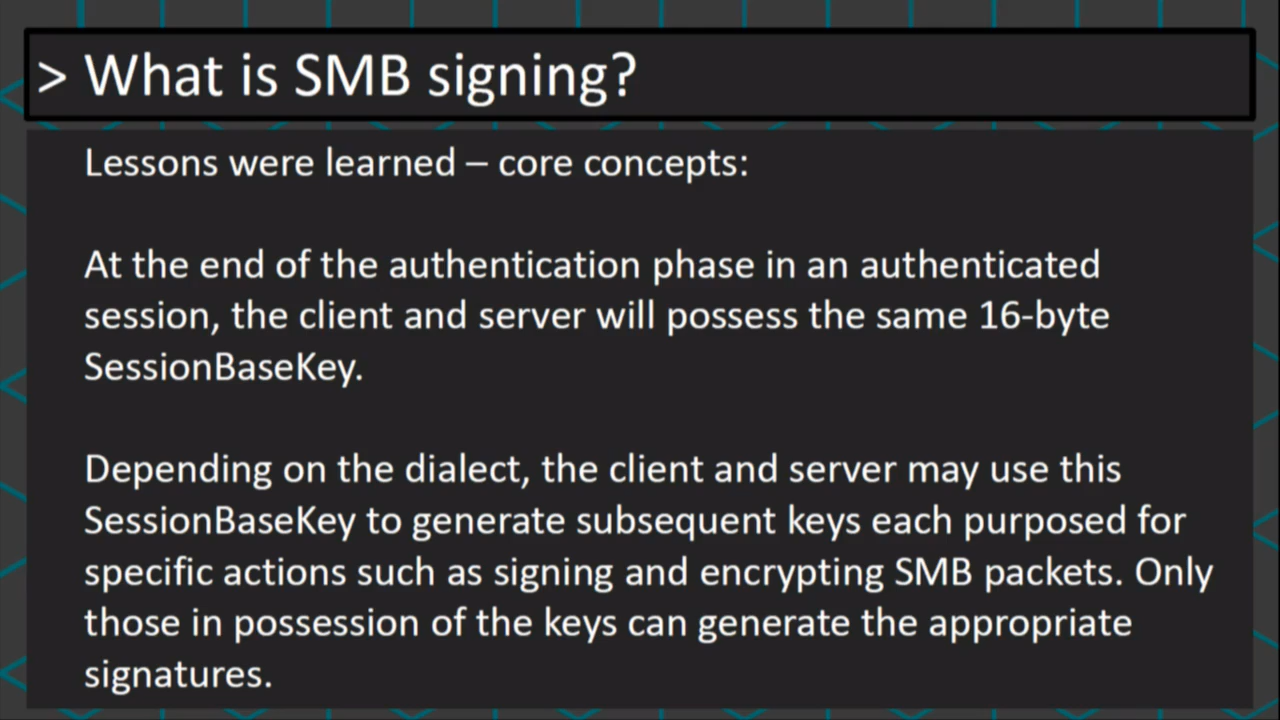 > What is SMB signing?
Lessons were learned – core concepts:
At the end of the authentication phase in an authenticated
session, the client and server will possess the same 16-byte
SessionBaseKey.
Depending on the dialect, the client and server may use this
SessionBaseKey to generate subsequent keys each purposed for
specific actions such as signing and encrypting SMB packets. Only
those in possession of the keys can generate the appropriate
signatures.